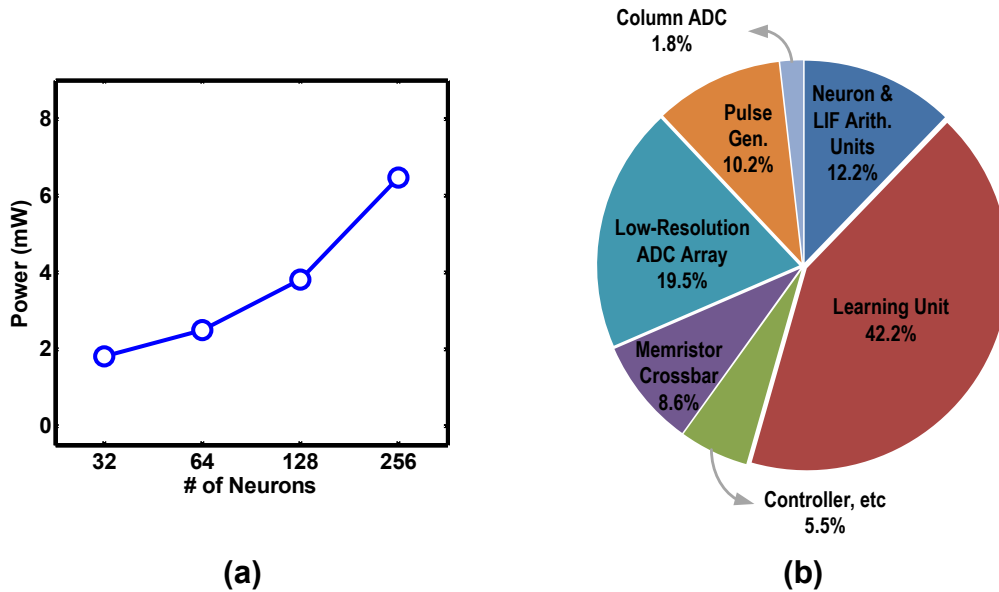 8
6
4
2
0
Power (mW)
32 64 128 256
# of Neurons
(a)
Column ADC
1.8%
Neuron &
LIF Arith.
Units
12.2%
Pulse
Gen.
10.2%
Low-Resolution
ADC Array
19.5%
Learning Unit
42.2%
Memristor
Crossbar
8.6%
Controller, etc
5.5%
(b)